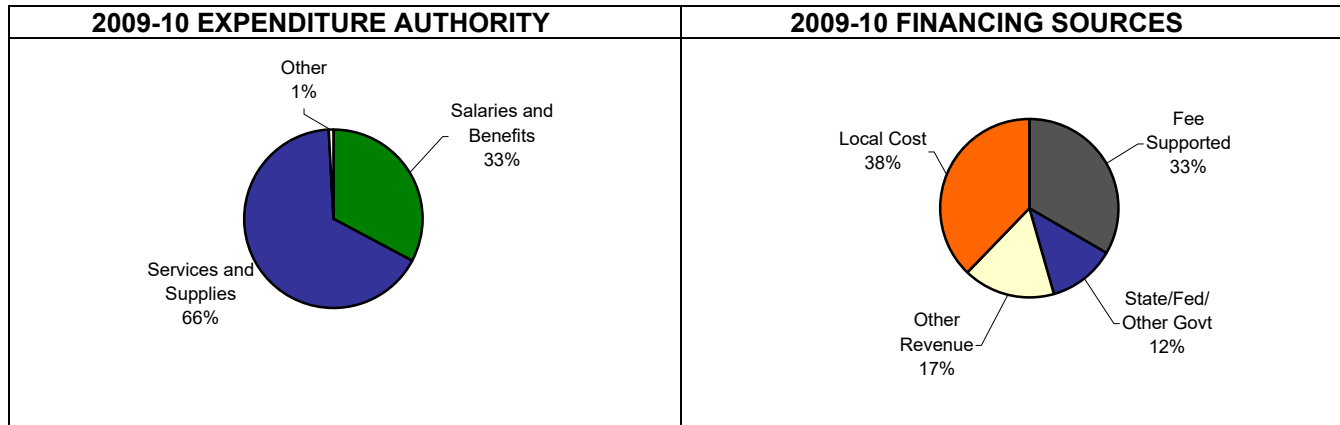 2009-10 EXPENDITURE AUTHORITY
Other
1%
Salaries and
Benefits
33%
Services and
Supplies
66%
2009-10 FINANCING SOURCES
Local Cost
38%
Fee
Supported
33%
Other
Revenue
17%
State/Fed/
Other Govt
12%